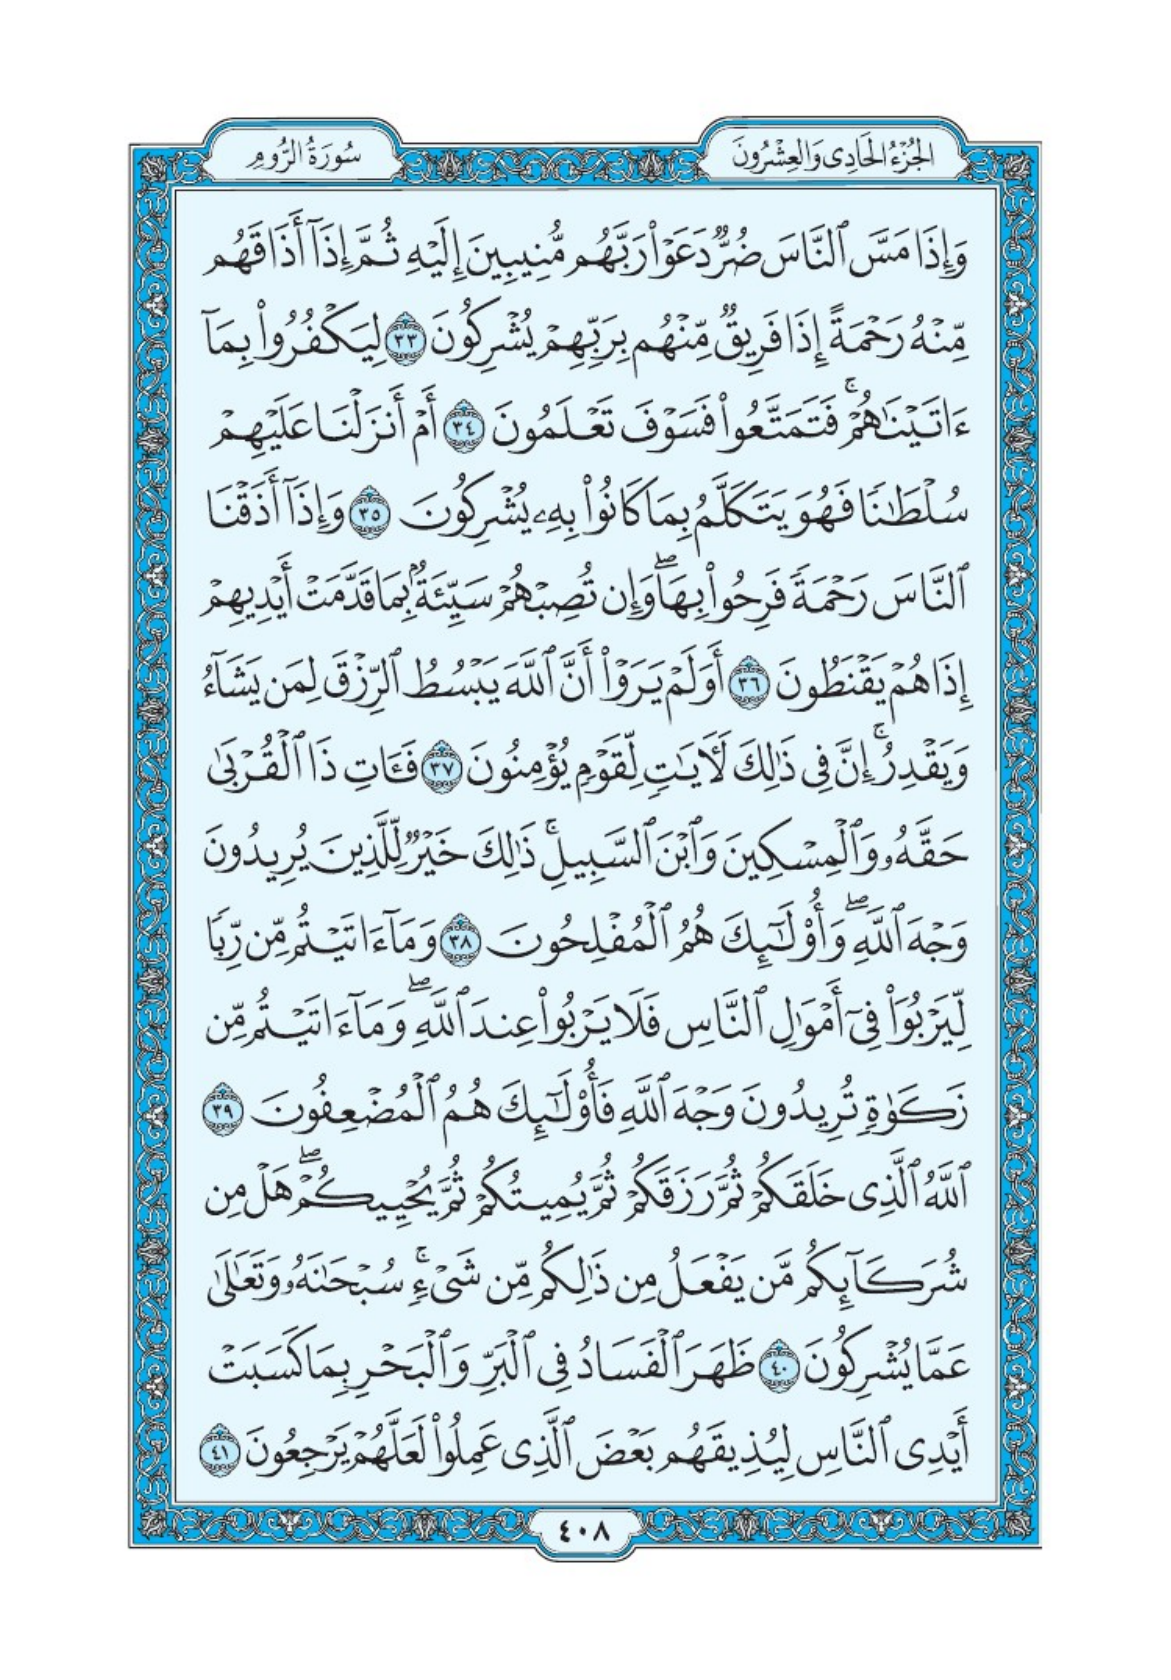 الجُزْءُ الحَادِى وَالعِشْرُونَ
سُورَةُ الرُّومِ
وَإِذَا مَسَّ ٱلنَّاسَ ضُرٌّ دَعَوْا۟ رَبَّهُم مُّنِيبِينَ إِلَيْهِ ثُمَّ إِذَآ أَذَاقَهُم
مِّنْهُ رَحْمَةً إِذَا فَرِيقٌ مِّنْهُم بِرَبِّهِمْ يُشْرِكُونَ ٣٣ لِيَكْفُرُوا۟ بِمَآ
ءَاتَيْنَٰهُمْ ۚ فَتَمَتَّعُوا۟ فَسَوْفَ تَعْلَمُونَ ٣٤ أَمْ أَنزَلْنَا عَلَيْهِمْ
سُلْطَٰنًا فَهُوَ يَتَكَلَّمُ بِمَا كَانُوا۟ بِهِۦ يُشْرِكُونَ ٣٥ وَإِذَآ أَذَقْنَا
ٱلنَّاسَ رَحْمَةً فَرِحُوا۟ بِهَا ۖ وَإِن تُصِبْهُمْ سَيِّئَةٌۢ بِمَا قَدَّمَتْ أَيْدِيهِمْ
إِذَا هُمْ يَقْنَطُونَ ٣٦ أَوَلَمْ يَرَوْا۟ أَنَّ ٱللَّهَ يَبْسُطُ ٱلرِّزْقَ لِمَن يَشَآءُ
وَيَقْدِرُ ۚ إِنَّ فِى ذَٰلِكَ لَءَايَٰتٍ لِّقَوْمٍ يُؤْمِنُونَ ٣٧ فَـَٔاتِ ذَا ٱلْقُرْبَىٰ
حَقَّهُۥ وَٱلْمِسْكِينَ وَٱبْنَ ٱلسَّبِيلِ ۚ ذَٰلِكَ خَيْرٌ لِّلَّذِينَ يُرِيدُونَ
وَجْهَ ٱللَّهِ ۖ وَأُو۟لَٰٓئِكَ هُمُ ٱلْمُفْلِحُونَ ٣٨ وَمَآ ءَاتَيْتُم مِّن رِّبًا
لِّيَرْبُوَا۟ فِىٓ أَمْوَٰلِ ٱلنَّاسِ فَلَا يَرْبُوا۟ عِندَ ٱللَّهِ ۖ وَمَآ ءَاتَيْتُم مِّن
زَكَوٰةٍ تُرِيدُونَ وَجْهَ ٱللَّهِ فَأُو۟لَٰٓئِكَ هُمُ ٱلْمُضْعِفُونَ ٣٩
ٱللَّهُ ٱلَّذِى خَلَقَكُمْ ثُمَّ رَزَقَكُمْ ثُمَّ يُمِيتُكُمْ ثُمَّ يُحْيِيكُمْ ۖ هَلْ مِن
شُرَكَآئِكُم مَّن يَفْعَلُ مِن ذَٰلِكُم مِّن شَىْءٍ ۚ سُبْحَٰنَهُۥ وَتَعَٰلَىٰ
عَمَّا يُشْرِكُونَ ٤٠ ظَهَرَ ٱلْفَسَادُ فِى ٱلْبَرِّ وَٱلْبَحْرِ بِمَا كَسَبَتْ
أَيْدِى ٱلنَّاسِ لِيُذِيقَهُم بَعْضَ ٱلَّذِى عَمِلُوا۟ لَعَلَّهُمْ يَرْجِعُونَ ٤١
٤٠٨